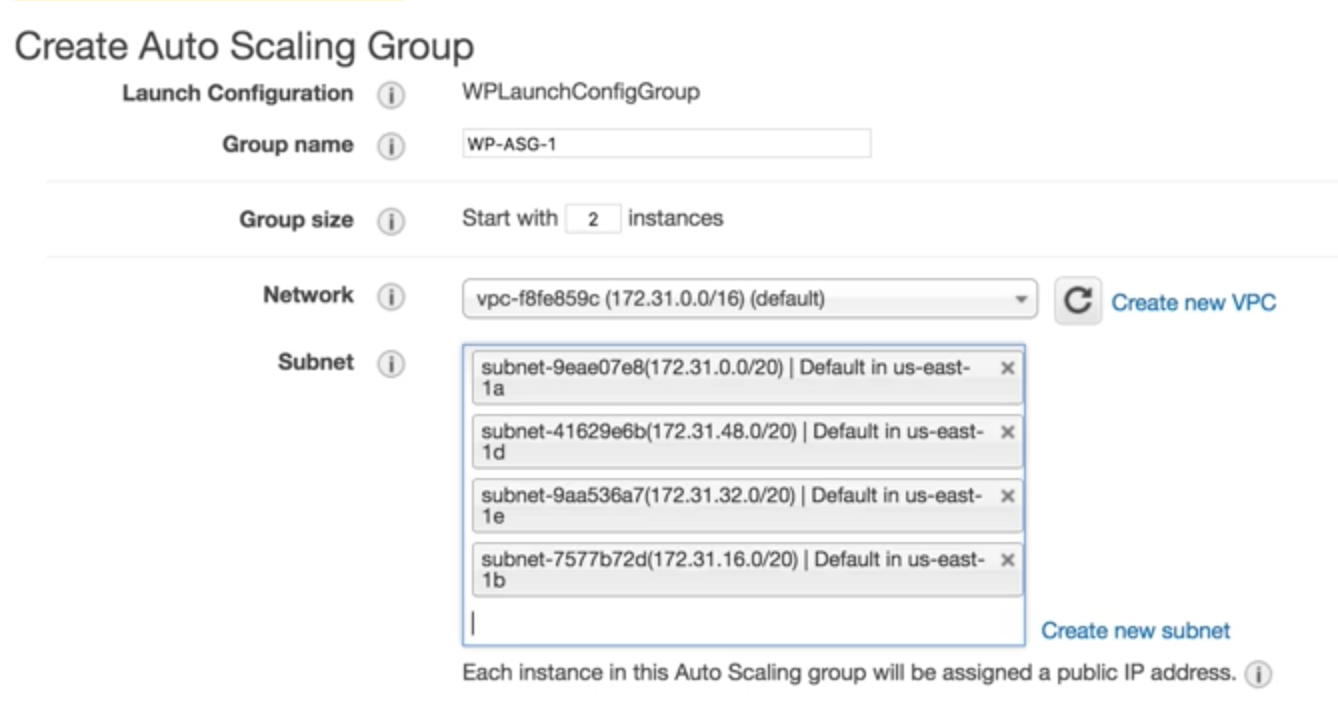 Create Auto Scaling Group
Launch Configuration i WPLaunchConfigGroup
Group name i WP-ASG-1
Group size i Start with 2 instances
Network i vpc-f8fe859c (172.31.0.0/16) (default) Create new VPC
Subnet i subnet-9eae07e8(172.31.0.0/20) | Default in us-east- ×
1a
subnet-41629e6b(172.31.48.0/20) | Default in us-east- ×
1d
subnet-9aa536a7(172.31.32.0/20) | Default in us-east- ×
1e
subnet-7577b72d(172.31.16.0/20) | Default in us-east- ×
1b
Create new subnet
Each instance in this Auto Scaling group will be assigned a public IP address. i